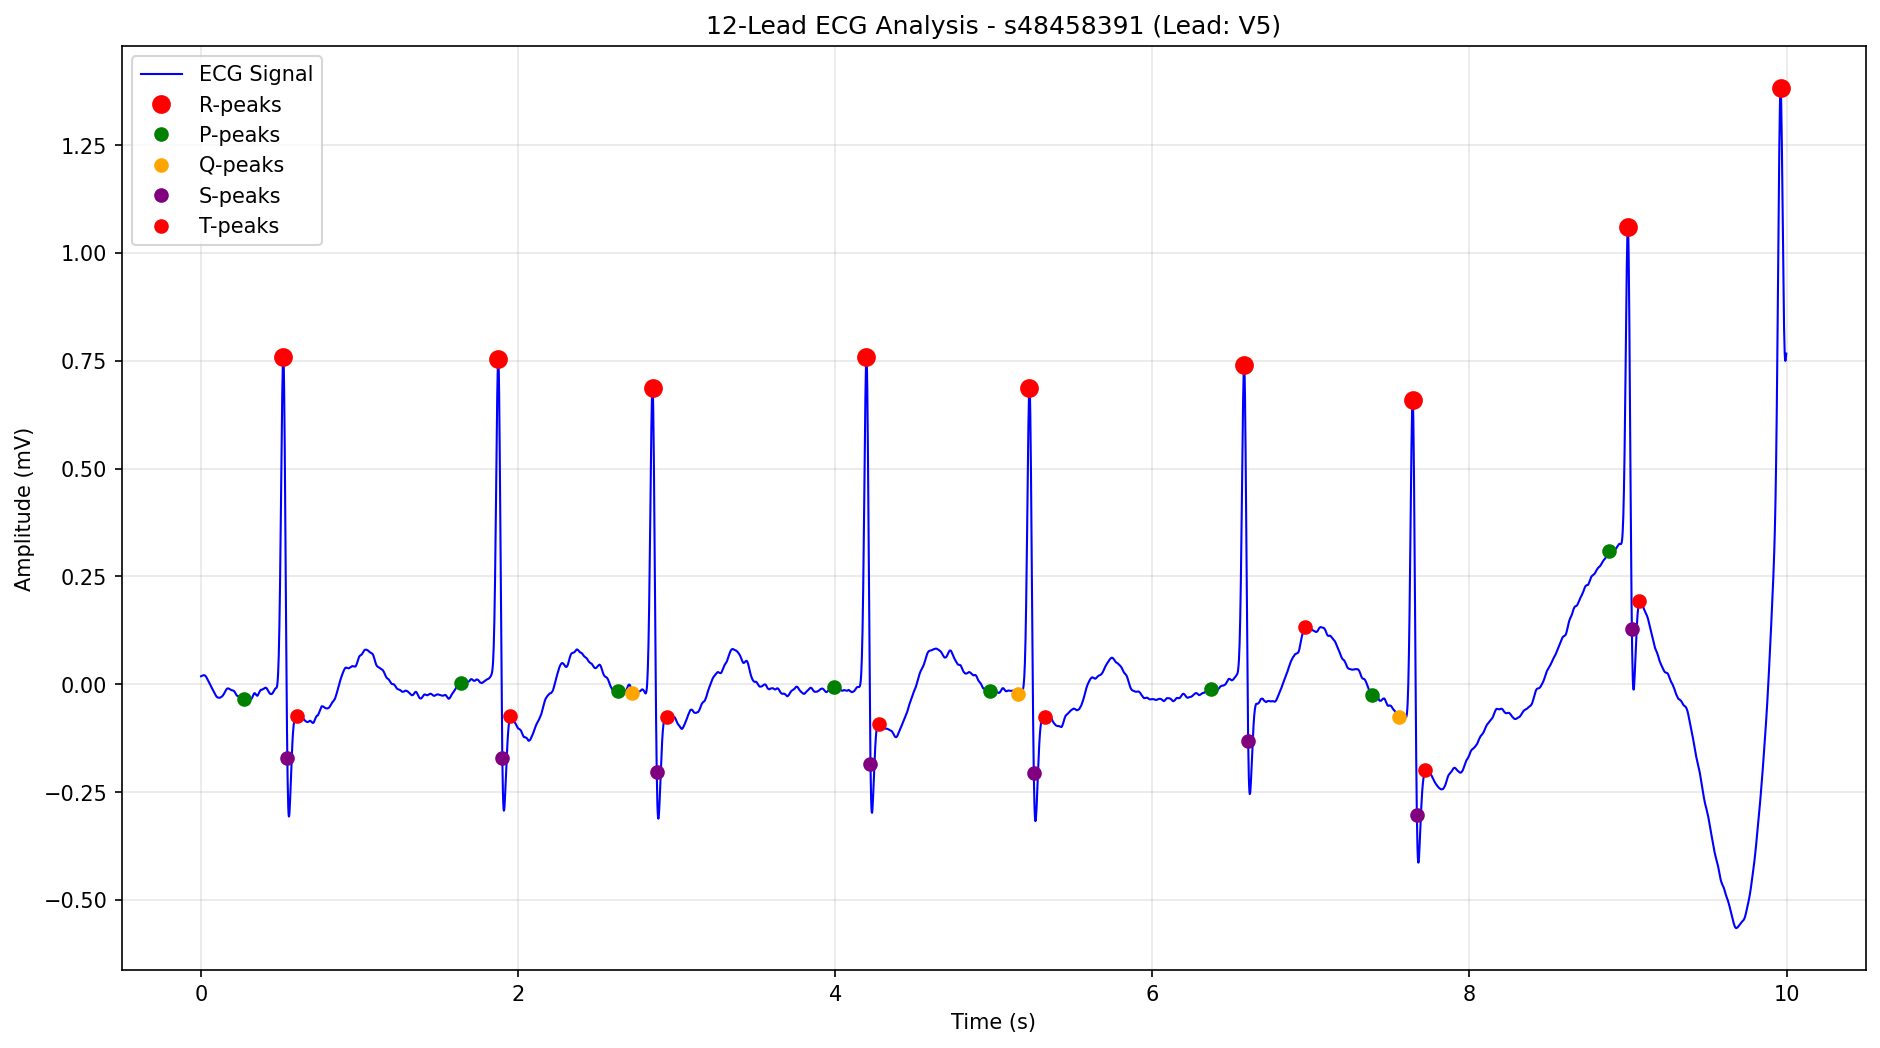 12-Lead ECG Analysis - s48458391 (Lead: V5)
ECG Signal
R-peaks
P-peaks
Q-peaks
S-peaks
T-peaks
Amplitude (mV)
1.25
1.00
0.75
0.50
0.25
0.00
−0.25
−0.50
0 2 4 6 8 10
Time (s)